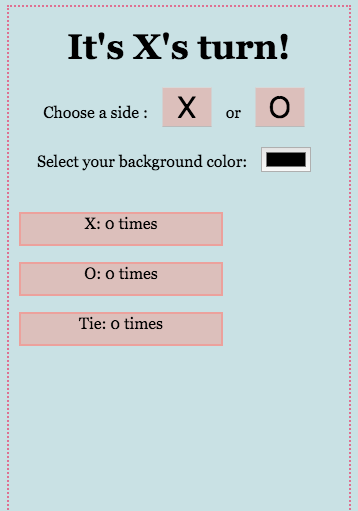 It's X's turn!
Choose a side : X or O
Select your background color:
X: 0 times
O: 0 times
Tie: 0 times